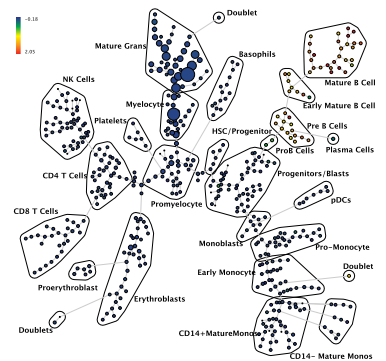 -0.18
2.05
Doublet
Mature Grans
Basophils
Mature B Cell
NK Cells
Myelocyte
Early Mature B Cell
Platelets
HSC/Progenitor
Pre B Cells
ProB Cells
Plasma Cells
CD4 T Cells
Progenitors/Blasts
pDCs
Promyelocyte
CD8 T Cells
Monoblasts
Pro-Monocyte
Proerythroblast
Early Monocyte
Doublet
Erythroblasts
Doublets
CD14+MatureMonos
CD14- Mature Monos